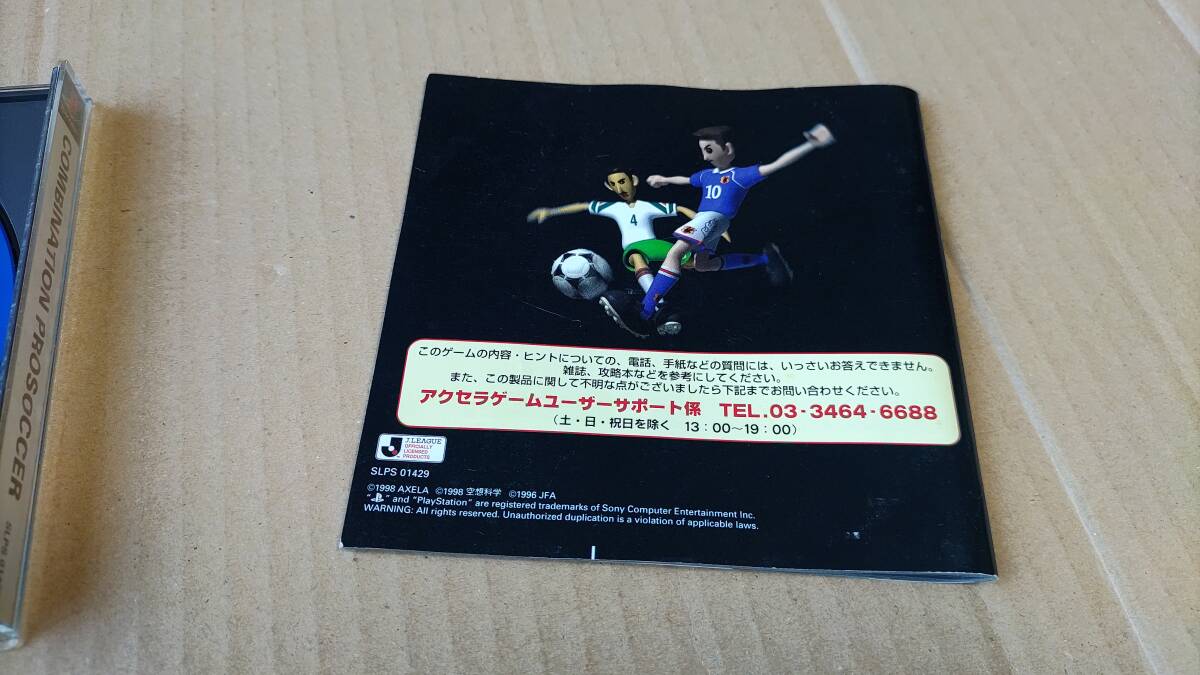 COMBINATION PROSOCCER
10
4
このゲームの内容・ヒントについての、電話、手紙などの質問には、いっさいお答えできません。
雑誌、攻略本などを参考にしてください。
また、この製品に関して不明な点がございましたら下記までお問い合わせください。
アクセラゲームユーザーサポート係 TEL.03-3464-6688
(土・日・祝日を除く 13:00～19:00)
J.LEAGUE
OFFICIALLY
LICENSED
PRODUCTS
SLPS 01429
©1998 AXELA ©1998 空想科学 ©1996 JFA
" " and "PlayStation" are registered trademarks of Sony Computer Entertainment Inc.
WARNING: All rights reserved. Unauthorized duplication is a violation of applicable laws.